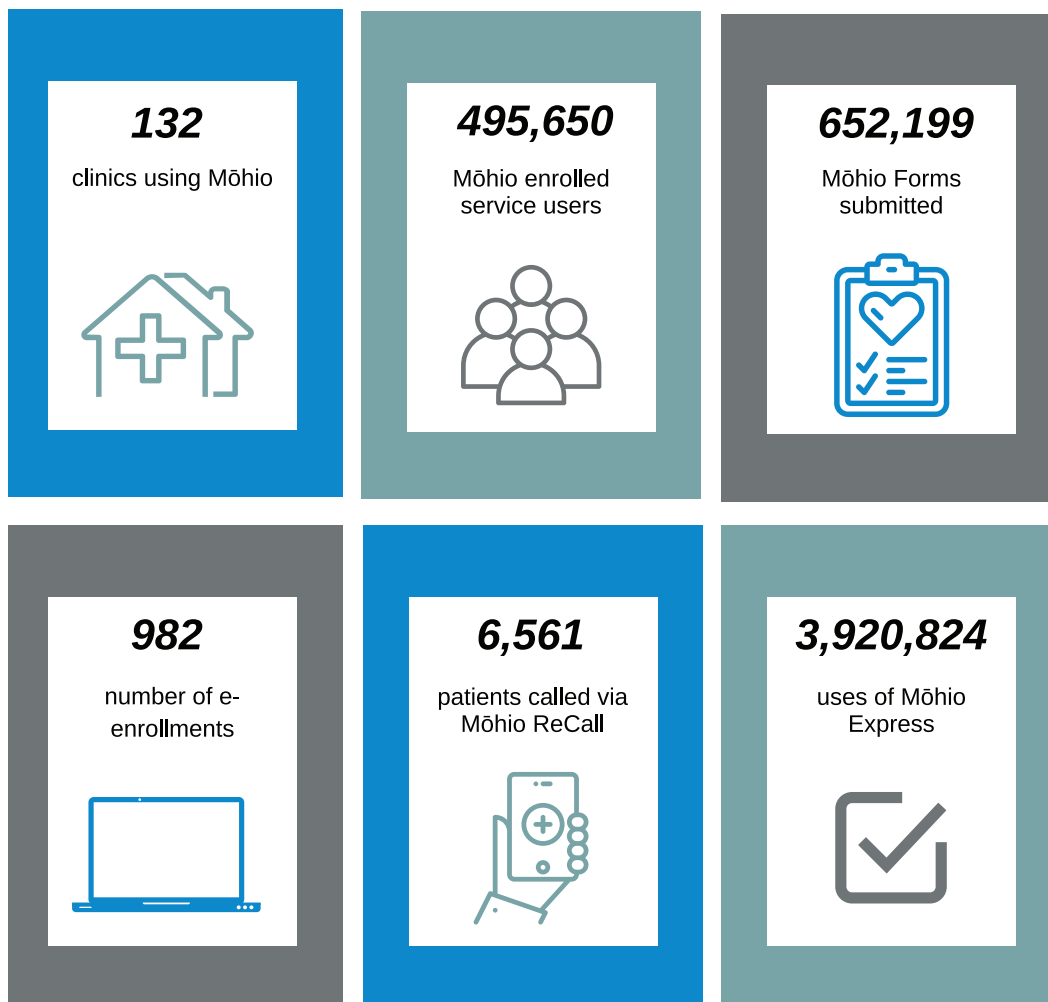 132
clinics using Mōhio
495,650
Mōhio enrolled
service users
652,199
Mōhio Forms
submitted
982
number of e-
enrollments
6,561
patients called via
Mōhio ReCall
3,920,824
uses of Mōhio
Express